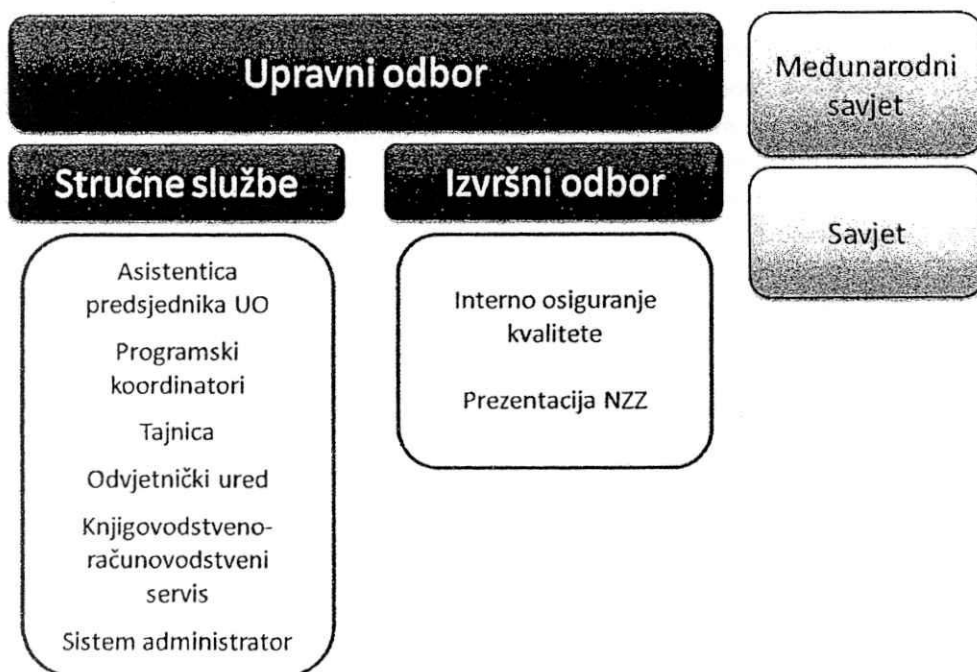 Upravni odbor
Međunarodni
savjet
Stručne službe
Izvršni odbor
Savjet
Asistentica
predsjednika UO
Programski
koordinatori
Tajnica
Odvjetnički ured
Knjigovodstveno-
računovodstveni
servis
Sistem administrator
Interno osiguranje
kvalitete
Prezentacija NZZ